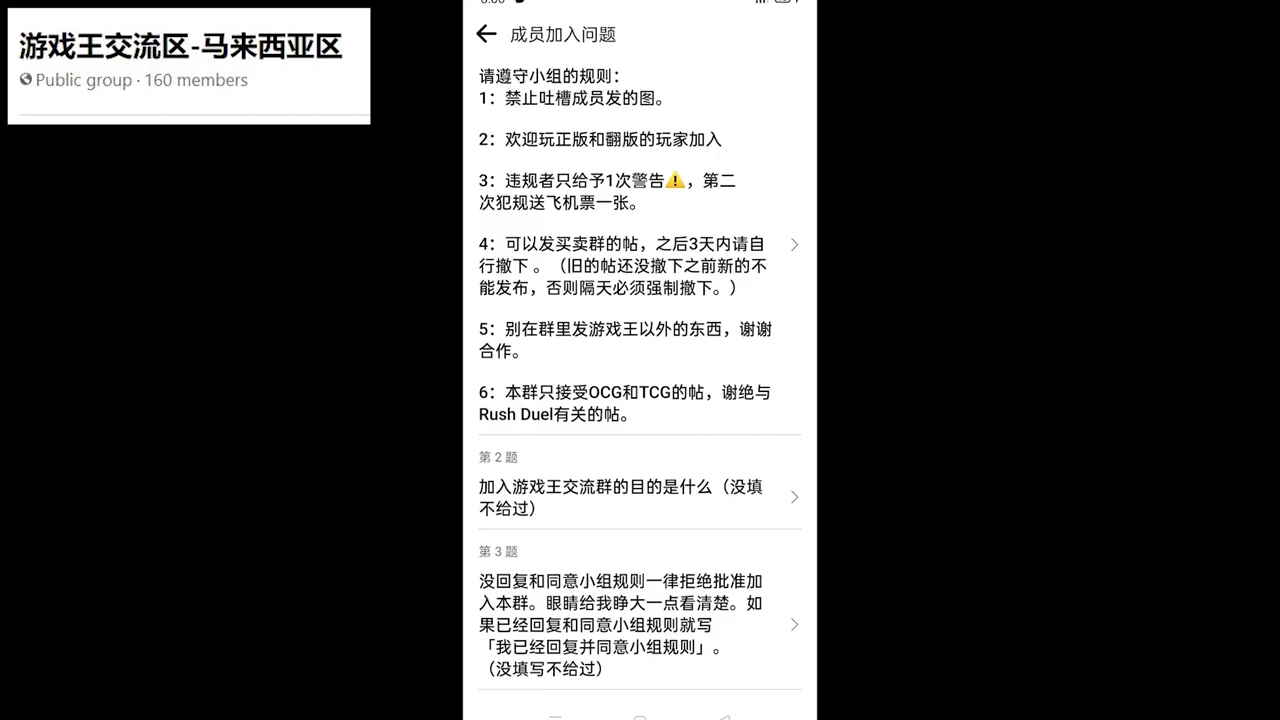 游戏王交流区-马来西亚区
Public group · 160 members
成员加入问题
请遵守小组的规则：
1：禁止吐槽成员发的图。
2：欢迎玩正版和翻版的玩家加入
3：违规者只给予1次警告⚠️，第二
次犯规送飞机票一张。
4：可以发买卖群的帖，之后3天内请自
行撤下 。（旧的帖还没撤下之前新的不
能发布，否则隔天必须强制撤下。）
5：别在群里发游戏王以外的东西，谢谢
合作。
6：本群只接受OCG和TCG的帖，谢绝与
Rush Duel有关的帖。
第 2 题
加入游戏王交流群的目的是什么（没填
不给过）
第 3 题
没回复和同意小组规则一律拒绝批准加
入本群。眼睛给我睁大一点看清楚。如
果已经回复和同意小组规则就写
「我已经回复并同意小组规则」。
（没填写不给过）